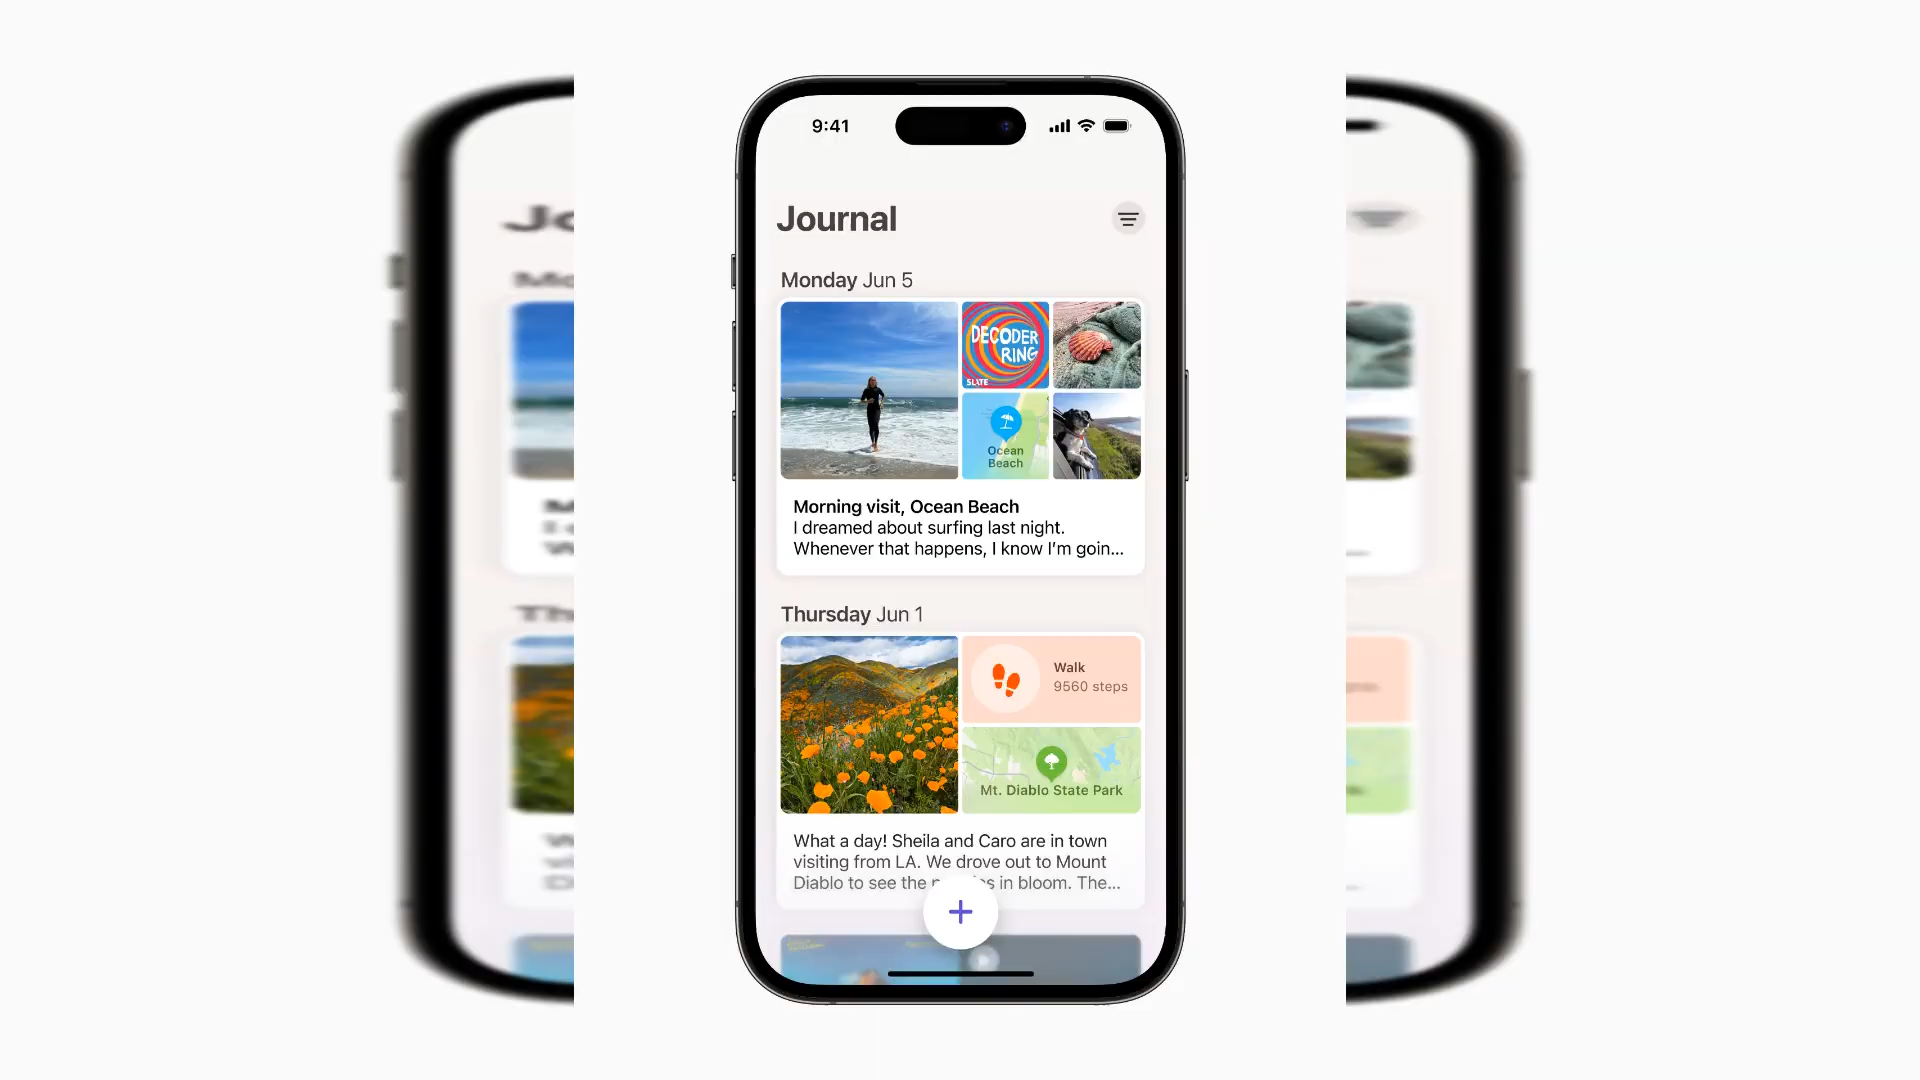 9:41
Journal
Monday Jun 5
DECODER
RING
SLATE
Ocean
Beach
Morning visit, Ocean Beach
I dreamed about surfing last night.
Whenever that happens, I know I'm goin...
Thursday Jun 1
Walk
9560 steps
Mt. Diablo State Park
What a day! Sheila and Caro are in town
visiting from LA. We drove out to Mount
Diablo to see the in bloom. The...